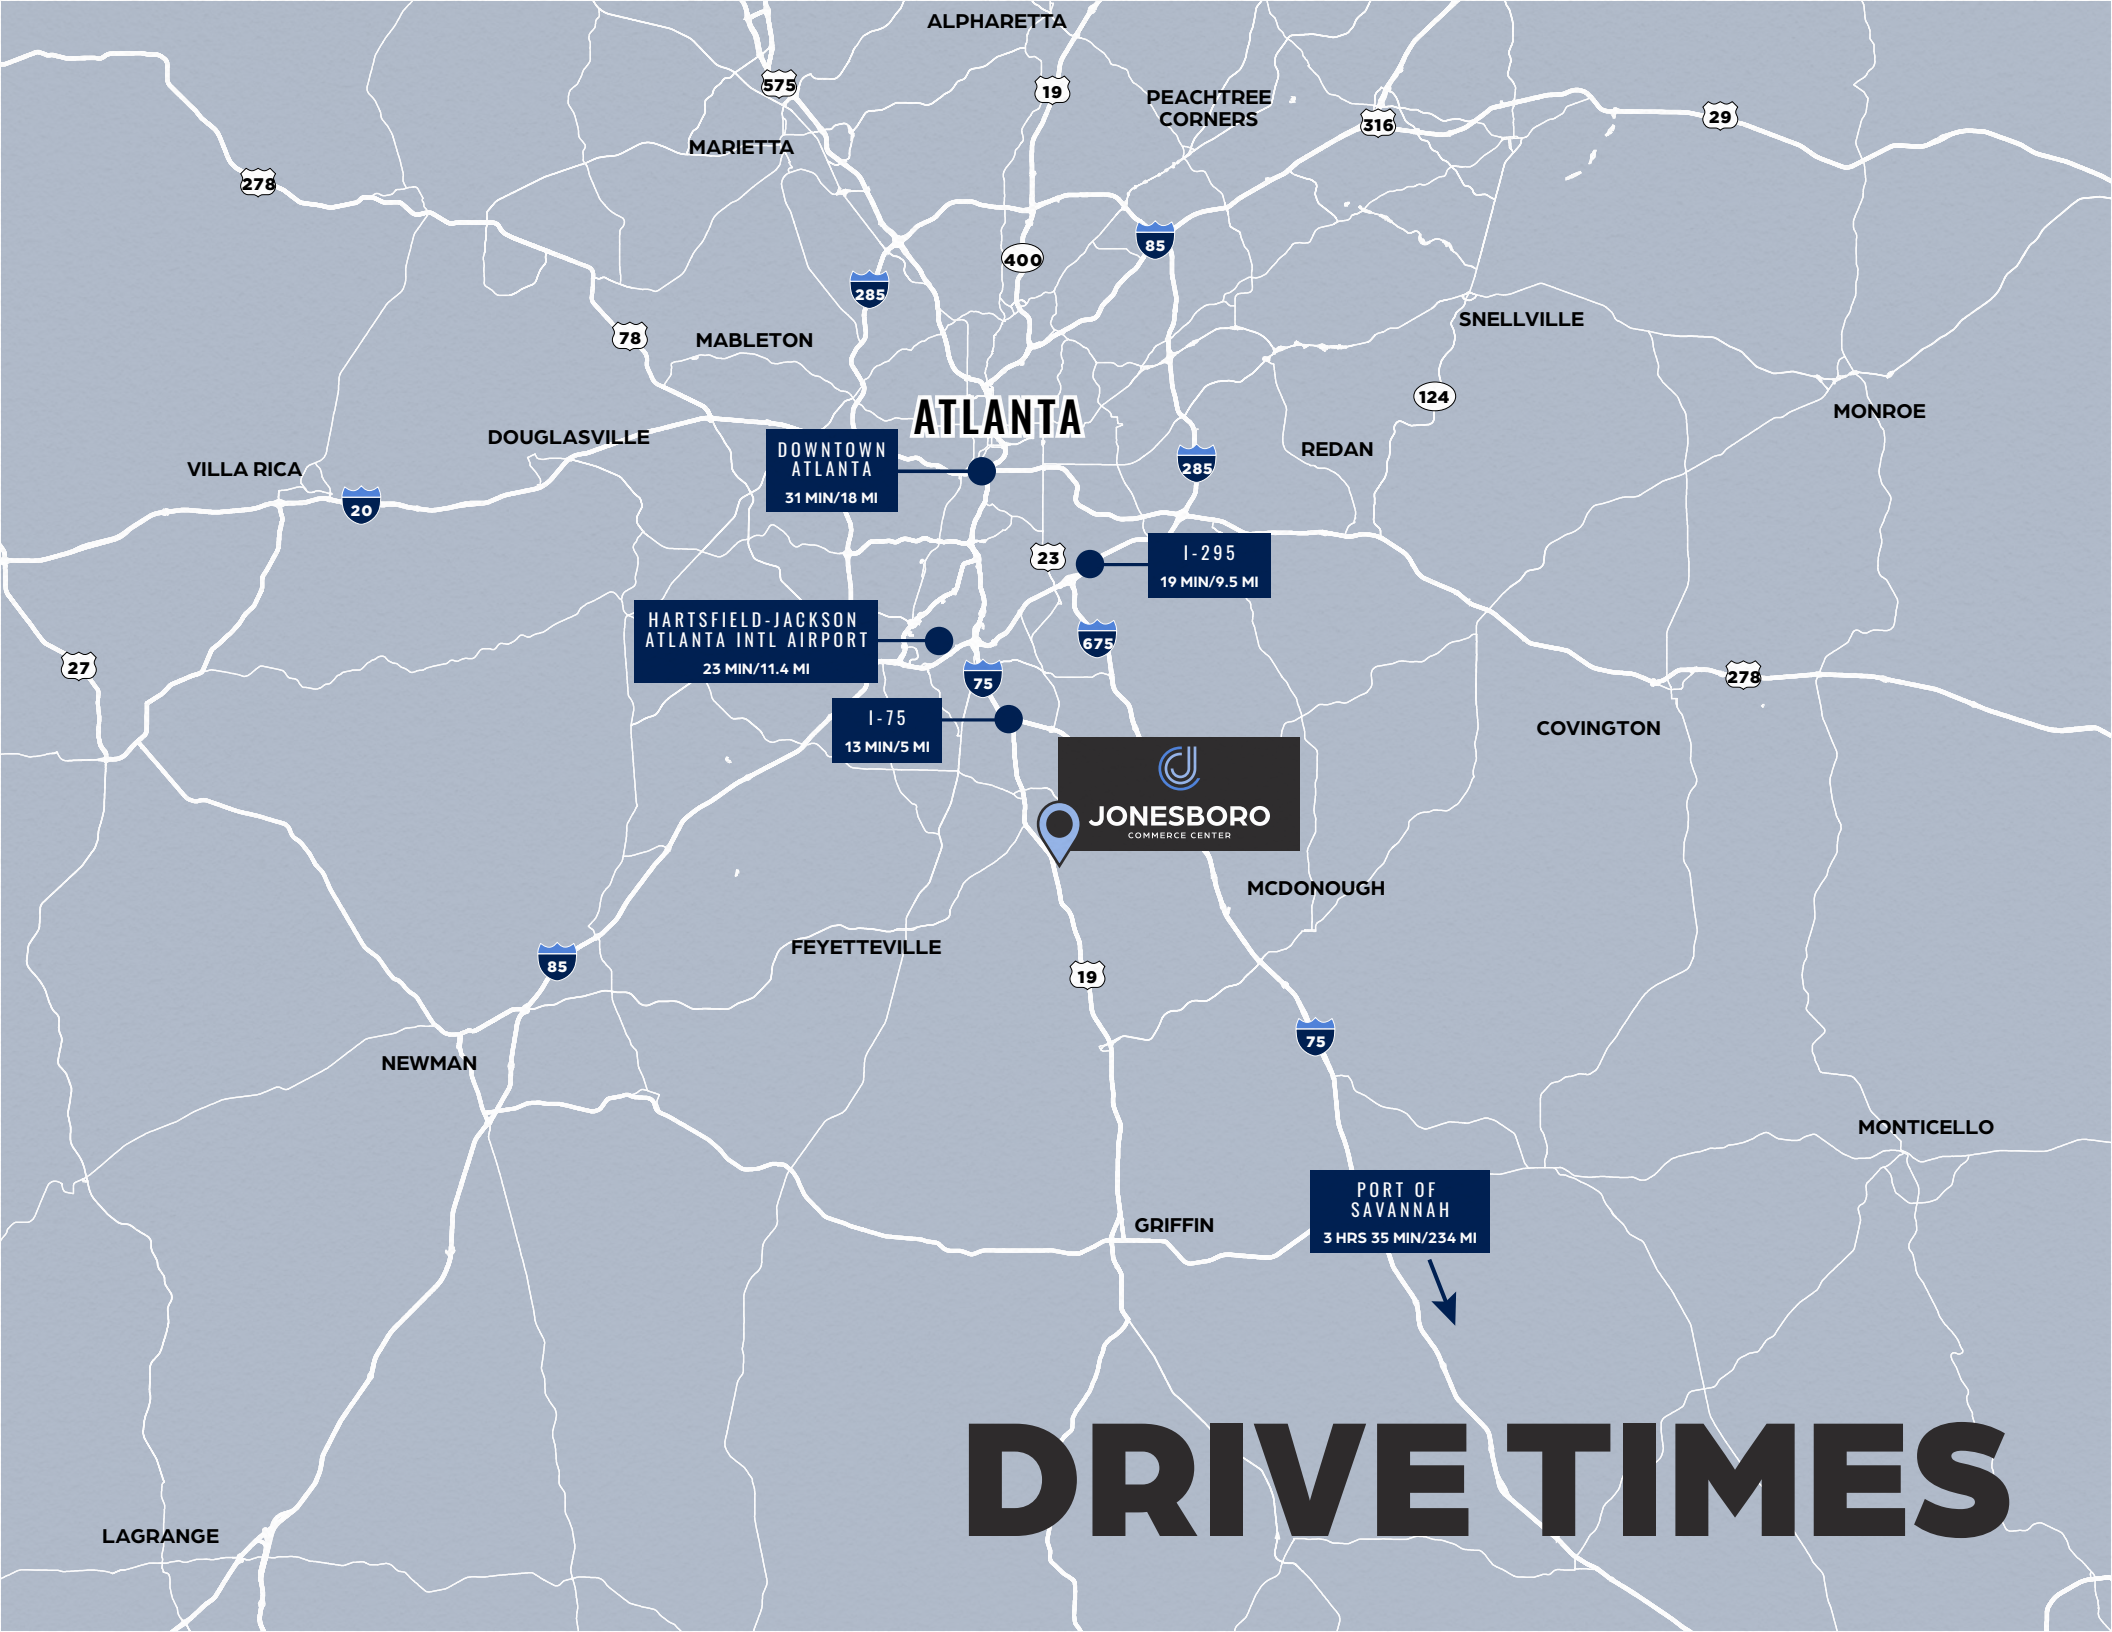 ALPHARETTA
575
19
PEACHTREE
CORNERS
316
29
MARIETTA
278
85
400
285
SNELLVILLE
78
MABLETON
124
ATLANTA
MONROE
DOUGLASVILLE
REDAN
DOWNTOWN
ATLANTA
31 MIN/18 MI
VILLA RICA
285
20
23
I-295
19 MIN/9.5 MI
HARTSFIELD-JACKSON
ATLANTA INTL AIRPORT
23 MIN/11.4 MI
675
27
75
278
I-75
13 MIN/5 MI
COVINGTON
JONESBORO
COMMERCE CENTER
MCDONOUGH
FEYETTEVILLE
85
19
75
NEWMAN
MONTICELLO
PORT OF
SAVANNAH
3 HRS 35 MIN/234 MI
GRIFFIN
DRIVE TIMES
LAGRANGE